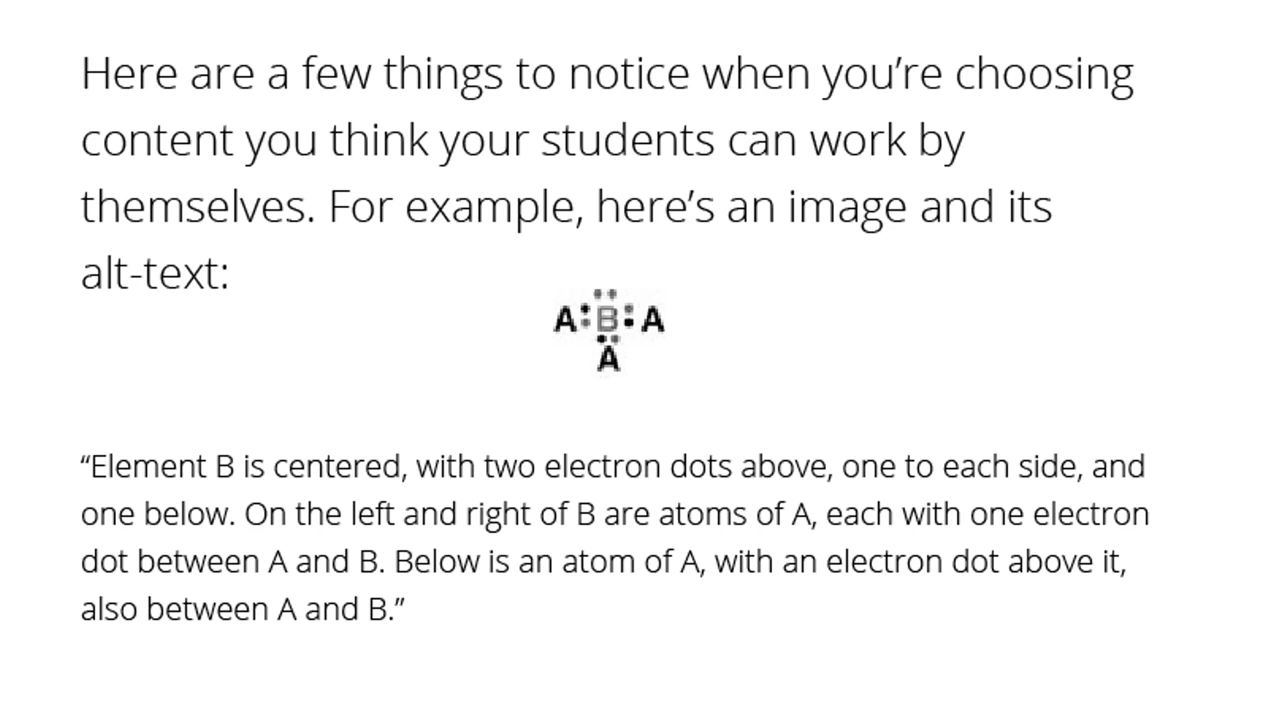 Here are a few things to notice when you’re choosing
content you think your students can work by
themselves. For example, here’s an image and its
alt-text:
A B A
A
“Element B is centered, with two electron dots above, one to each side, and
one below. On the left and right of B are atoms of A, each with one electron
dot between A and B. Below is an atom of A, with an electron dot above it,
also between A and B.”